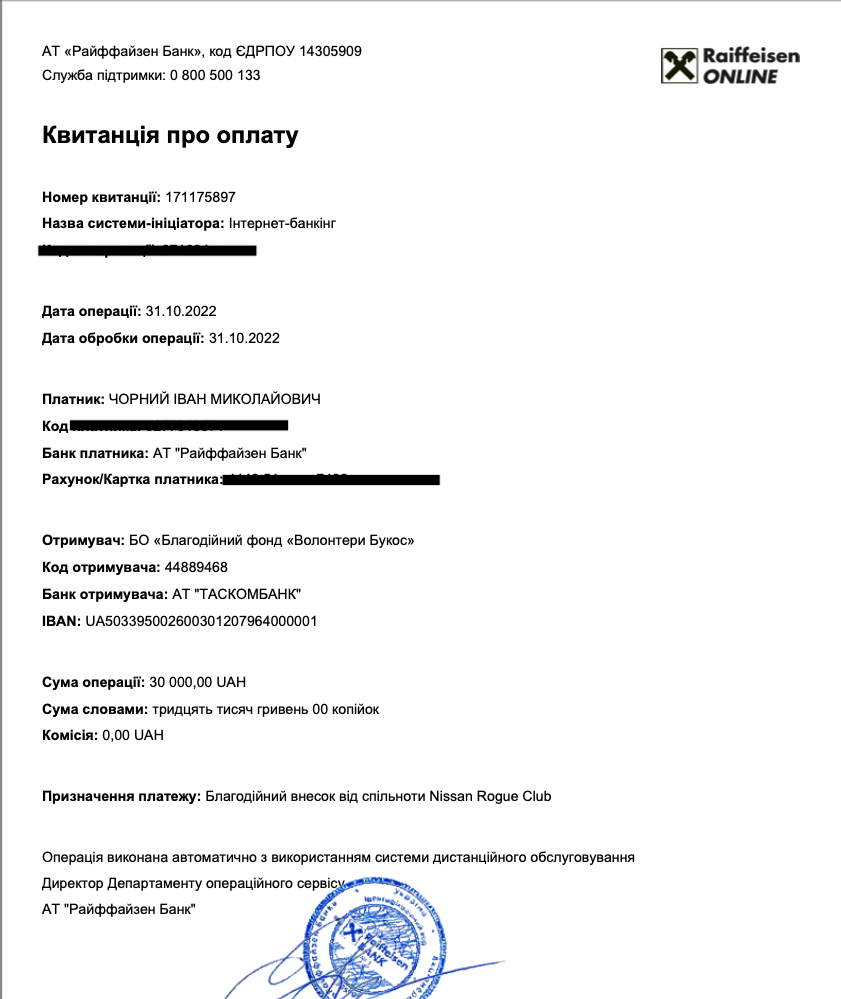 АТ «Райффайзен Банк», код ЄДРПОУ 14305909
Служба підтримки: 0 800 500 133
Raiffeisen
ONLINE
Квитанція про оплату
Номер квитанції: 171175897
Назва системи-ініціатора: Інтернет-банкінг
Дата операції: 31.10.2022
Дата обробки операції: 31.10.2022
Платник: ЧОРНИЙ ІВАН МИКОЛАЙОВИЧ
Код
Банк платника: АТ "Райффайзен Банк"
Рахунок/Картка платника:
Отримувач: БО «Благодійний фонд «Волонтери Букос»
Код отримувача: 44889468
Банк отримувача: АТ "ТАСКОМБАНК"
IBAN: UA503395002600301207964000001
Сума операції: 30 000,00 UAH
Сума словами: тридцять тисяч гривень 00 копійок
Комісія: 0,00 UAH
Призначення платежу: Благодійний внесок від спільноти Nissan Rogue Club
Операція виконана автоматично з використанням системи дистанційного обслуговування
Директор Департаменту операційного сервісу
АТ "Райффайзен Банк"
Україна
Raiffeisen
BANK